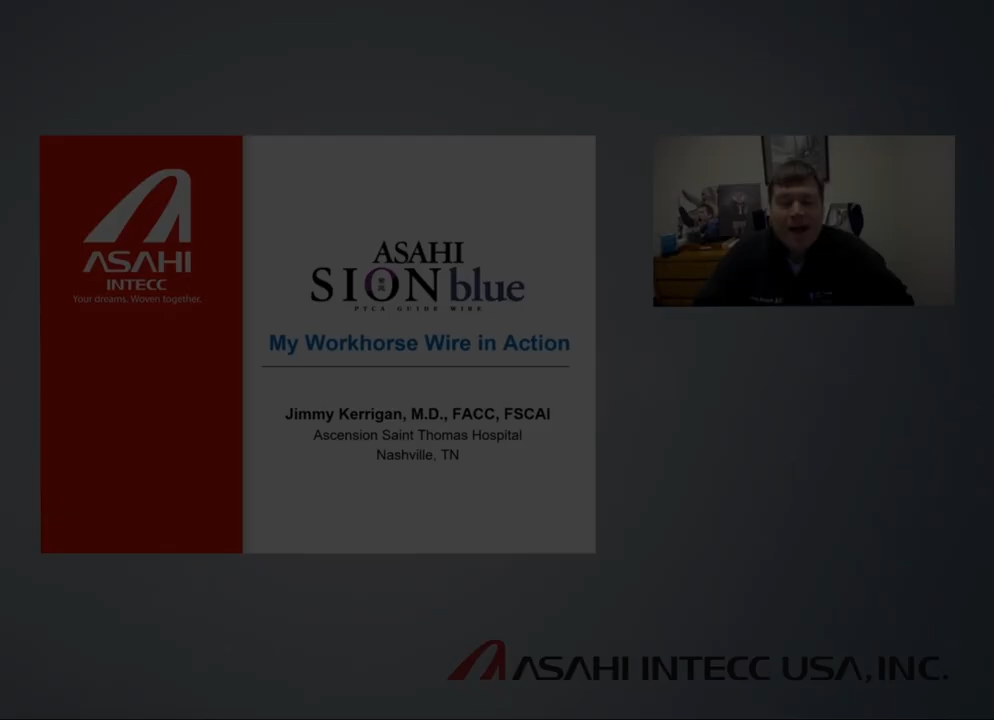 ASAHI
INTECC
Your dreams. Woven together.
ASAHI
SION blue
PTCA GUIDE WIRE
My Workhorse Wire in Action
Jimmy Kerrigan, M.D., FACC, FSCAI
Ascension Saint Thomas Hospital
Nashville, TN
ASAHI INTECC USA, INC.